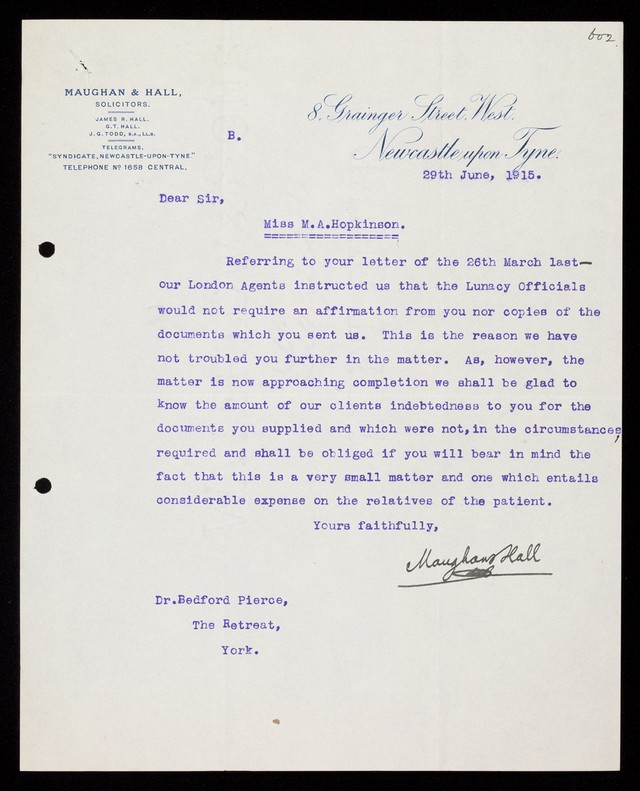 602
MAUGHAN & HALL,
SOLICITORS.
JAMES R. HALL.
G.T. HALL.
J.G. TODD, B.A., LL.B.
TELEGRAMS,
"SYNDICATE, NEWCASTLE-UPON-TYNE."
TELEPHONE Nº 1658 CENTRAL.
8, Grainger Street, West.
Newcastle upon Tyne.
B.
29th June, 1915.
Dear Sir,
Miss M.A.Hopkinson.
Referring to your letter of the 26th March last—
our London Agents instructed us that the Lunacy Officials
would not require an affirmation from you nor copies of the
documents which you sent us. This is the reason we have
not troubled you further in the matter. As, however, the
matter is now approaching completion we shall be glad to
know the amount of our clients indebtedness to you for the
documents you supplied and which were not, in the circumstances,
required and shall be obliged if you will bear in mind the
fact that this is a very small matter and one which entails
considerable expense on the relatives of the patient.
Yours faithfully,
Maughan & Hall
Dr.Bedford Pierce,
The Retreat,
York.